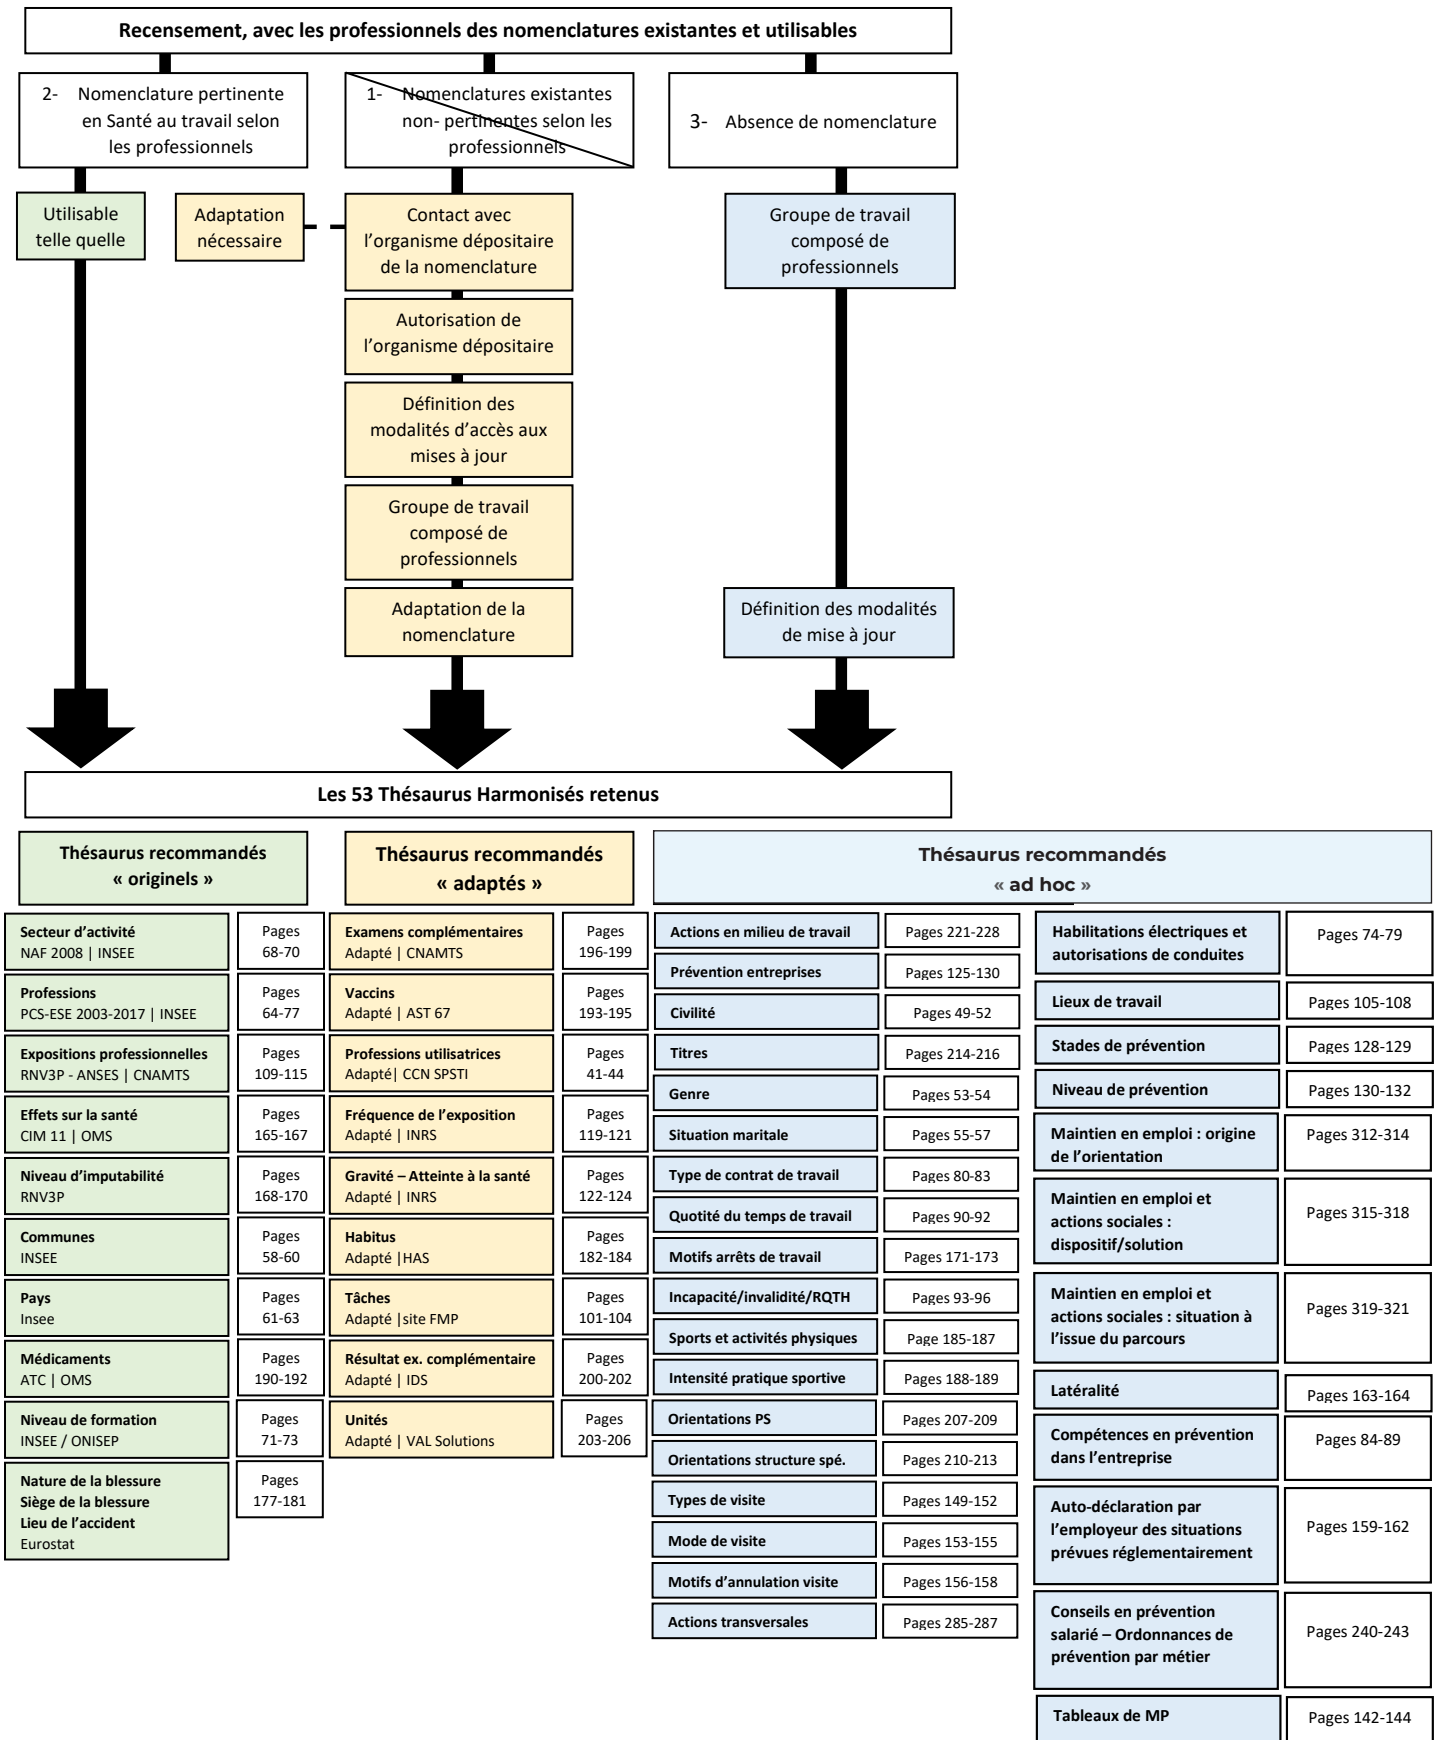 Recensement, avec les professionnels des nomenclatures existantes et utilisables
2- Nomenclature pertinente
en Santé au travail selon
les professionnels
1- Nomenclatures existantes
non- pertinentes selon les
professionnels
3- Absence de nomenclature
Utilisable
telle quelle
Adaptation
nécessaire
Contact avec
l'organisme dépositaire
de la nomenclature
Groupe de travail
composé de
professionnels
Autorisation de
l'organisme dépositaire
Définition des
modalités d'accès aux
mises à jour
Groupe de travail
composé de
professionnels
Adaptation de la
nomenclature
Définition des modalités
de mise à jour
Les 53 Thésaurus Harmonisés retenus
Thésaurus recommandés
« originels »
Secteur d'activité
NAF 2008 | INSEE
Pages
68-70
Professions
PCS-ESE 2003-2017 | INSEE
Pages
64-77
Expositions professionnelles
RNV3P - ANSES | CNAMTS
Pages
109-115
Effets sur la santé
CIM 11 | OMS
Pages
165-167
Niveau d'imputabilité
RNV3P
Pages
168-170
Communes
INSEE
Pages
58-60
Pays
Insee
Pages
61-63
Médicaments
ATC | OMS
Pages
190-192
Niveau de formation
INSEE / ONISEP
Pages
71-73
Nature de la blessure
Siège de la blessure
Lieu de l'accident
Eurostat
Pages
177-181
Thésaurus recommandés
« adaptés »
Examens complémentaires
Adapté | CNAMTS
Pages
196-199
Vaccins
Adapté | AST 67
Pages
193-195
Professions utilisatrices
Adapté| CCN SPSTI
Pages
41-44
Fréquence de l'exposition
Adapté | INRS
Pages
119-121
Gravité – Atteinte à la santé
Adapté | INRS
Pages
122-124
Habitus
Adapté |HAS
Pages
182-184
Tâches
Adapté |site FMP
Pages
101-104
Résultat ex. complémentaire
Adapté | IDS
Pages
200-202
Unités
Adapté | VAL Solutions
Pages
203-206
Thésaurus recommandés
« ad hoc »
Actions en milieu de travail
Pages 221-228
Prévention entreprises
Pages 125-130
Civilité
Pages 49-52
Titres
Pages 214-216
Genre
Pages 53-54
Situation maritale
Pages 55-57
Type de contrat de travail
Pages 80-83
Quotité du temps de travail
Pages 90-92
Motifs arrêts de travail
Pages 171-173
Incapacité/invalidité/RQTH
Pages 93-96
Sports et activités physiques
Page 185-187
Intensité pratique sportive
Pages 188-189
Orientations PS
Pages 207-209
Orientations structure spé.
Pages 210-213
Types de visite
Pages 149-152
Mode de visite
Pages 153-155
Motifs d'annulation visite
Pages 156-158
Actions transversales
Pages 285-287
Habilitations électriques et
autorisations de conduites
Pages 74-79
Lieux de travail
Pages 105-108
Stades de prévention
Pages 128-129
Niveau de prévention
Pages 130-132
Maintien en emploi : origine
de l'orientation
Pages 312-314
Maintien en emploi et
actions sociales :
dispositif/solution
Pages 315-318
Maintien en emploi et
actions sociales : situation à
l'issue du parcours
Pages 319-321
Latéralité
Pages 163-164
Compétences en prévention
dans l'entreprise
Pages 84-89
Auto-déclaration par
l'employeur des situations
prévues réglementairement
Pages 159-162
Conseils en prévention
salarié – Ordonnances de
prévention par métier
Pages 240-243
Tableaux de MP
Pages 142-144